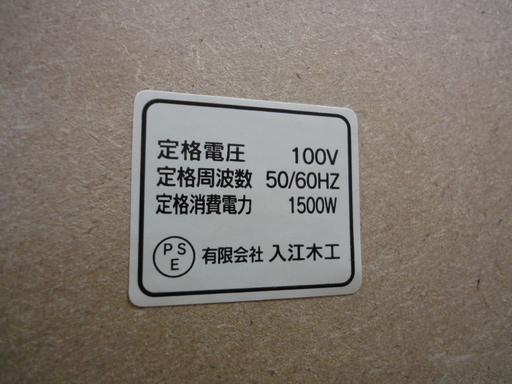 定格電圧 100V
定格周波数 50/60HZ
定格消費電力 1500W
PSE 有限会社 入江木工